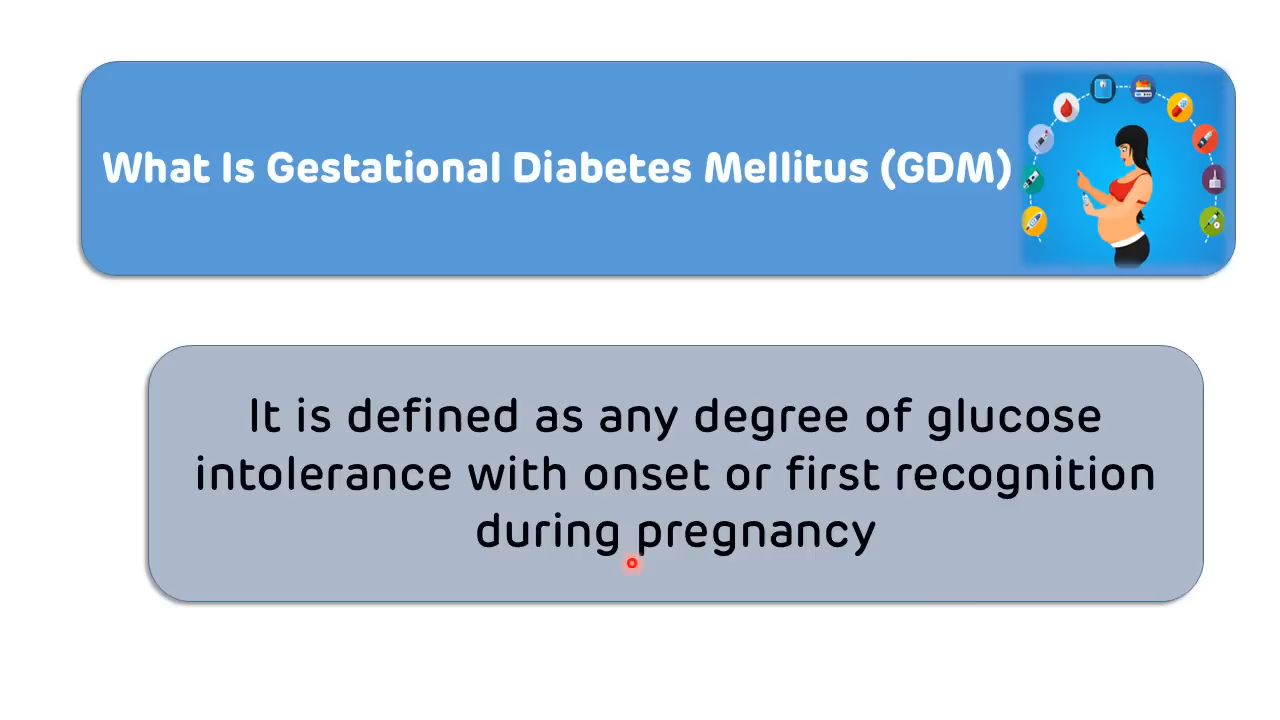 What Is Gestational Diabetes Mellitus (GDM)
It is defined as any degree of glucose
intolerance with onset or first recognition
during pregnancy